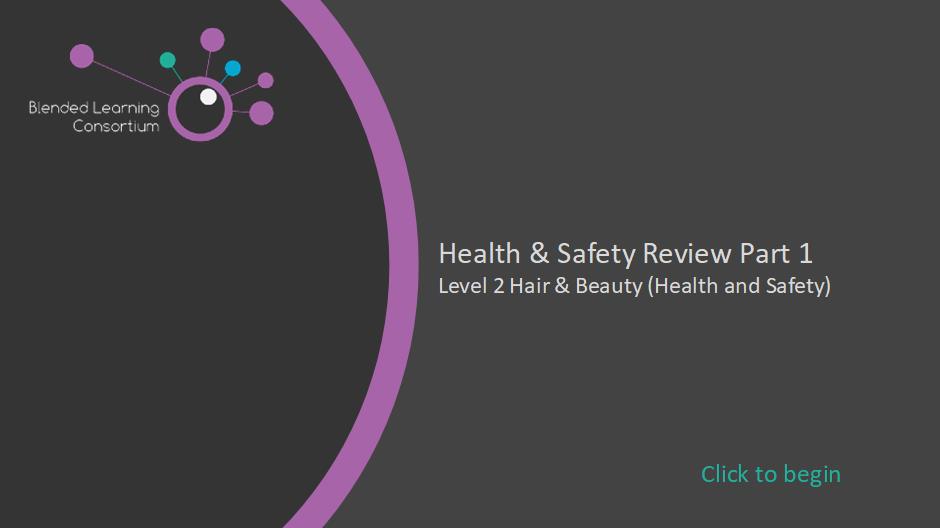 Blended Learning
Consortium
Health & Safety Review Part 1
Level 2 Hair & Beauty (Health and Safety)
Click to begin